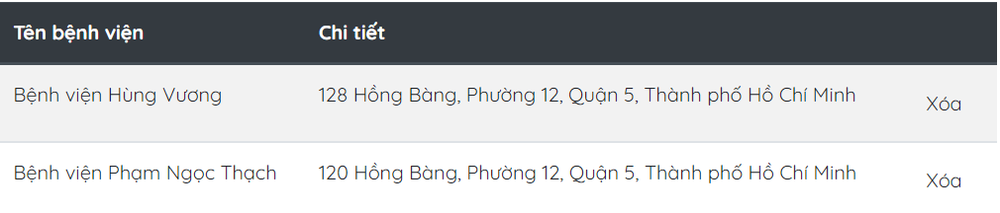 Tên bệnh viện Chi tiết
Bệnh viện Hùng Vương 128 Hồng Bàng, Phường 12, Quận 5, Thành phố Hồ Chí Minh Xóa
Bệnh viện Phạm Ngọc Thạch 120 Hồng Bàng, Phường 12, Quận 5, Thành phố Hồ Chí Minh Xóa